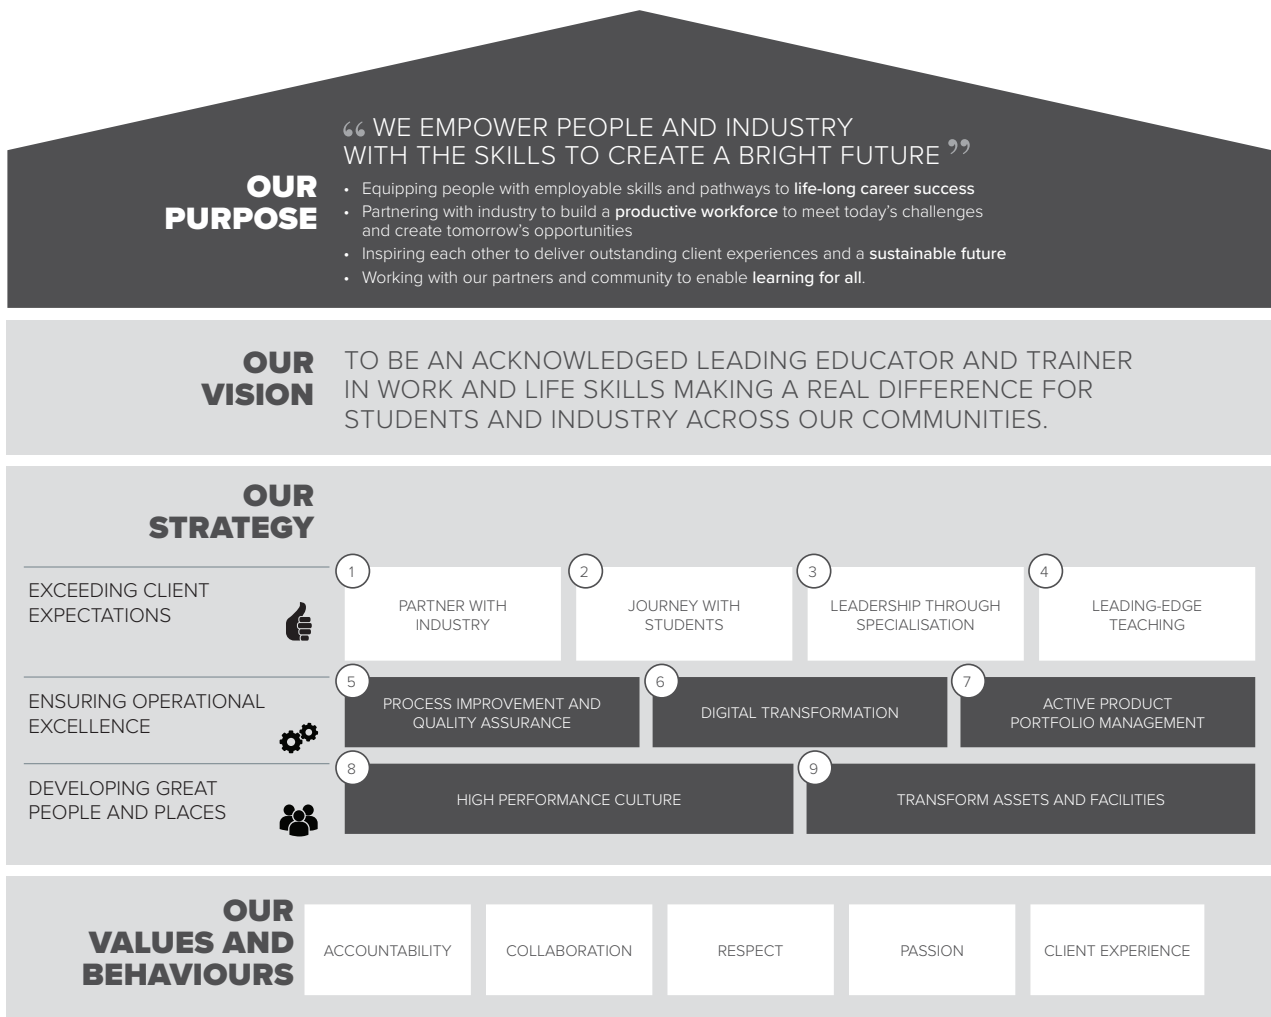 “ WE EMPOWER PEOPLE AND INDUSTRY
WITH THE SKILLS TO CREATE A BRIGHT FUTURE ”
OUR
PURPOSE
• Equipping people with employable skills and pathways to life-long career success
• Partnering with industry to build a productive workforce to meet today’s challenges
and create tomorrow’s opportunities
• Inspiring each other to deliver outstanding client experiences and a sustainable future
• Working with our partners and community to enable learning for all.
OUR
VISION
TO BE AN ACKNOWLEDGED LEADING EDUCATOR AND TRAINER
IN WORK AND LIFE SKILLS MAKING A REAL DIFFERENCE FOR
STUDENTS AND INDUSTRY ACROSS OUR COMMUNITIES.
OUR
STRATEGY
EXCEEDING CLIENT
EXPECTATIONS
1
PARTNER WITH
INDUSTRY
2
JOURNEY WITH
STUDENTS
3
LEADERSHIP THROUGH
SPECIALISATION
4
LEADING-EDGE
TEACHING
ENSURING OPERATIONAL
EXCELLENCE
5
PROCESS IMPROVEMENT AND
QUALITY ASSURANCE
6
DIGITAL TRANSFORMATION
7
ACTIVE PRODUCT
PORTFOLIO MANAGEMENT
DEVELOPING GREAT
PEOPLE AND PLACES
8
HIGH PERFORMANCE CULTURE
9
TRANSFORM ASSETS AND FACILITIES
OUR
VALUES AND
BEHAVIOURS
ACCOUNTABILITY
COLLABORATION
RESPECT
PASSION
CLIENT EXPERIENCE